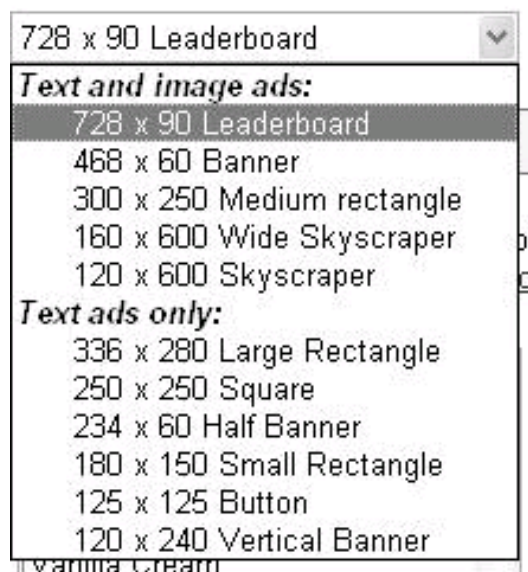 728 x 90 Leaderboard
Text and image ads:
728 x 90 Leaderboard
468 x 60 Banner
300 x 250 Medium rectangle
160 x 600 Wide Skyscraper
120 x 600 Skyscraper
Text ads only:
336 x 280 Large Rectangle
250 x 250 Square
234 x 60 Half Banner
180 x 150 Small Rectangle
125 x 125 Button
120 x 240 Vertical Banner
Vanilla Cream